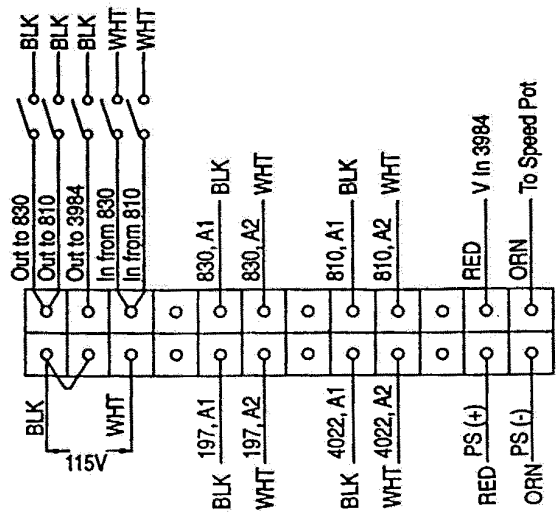 BLK
BLK
BLK
WHT
WHT
Out to 830
Out to 810
Out to 3984
In from 830
In from 810
830, A1
BLK
830, A2
WHT
810, A1
BLK
810, A2
WHT
RED
V In 3984
ORN
To Speed Pot
BLK
WHT
115V
197, A1
BLK
197, A2
WHT
4022, A1
BLK
4022, A2
WHT
PS (+)
RED
PS (-)
ORN